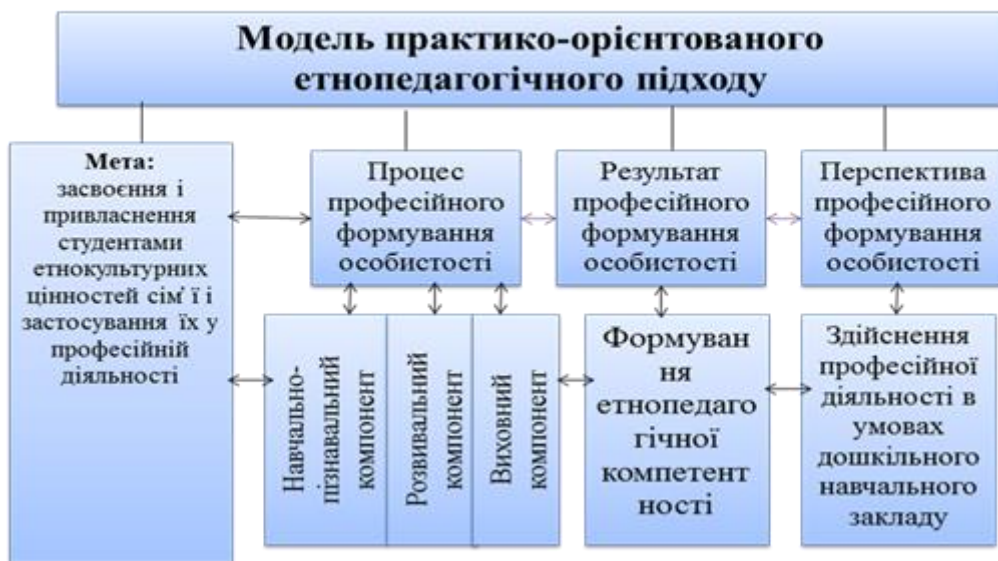 Модель практико-орієнтованого
етнопедагогічного підходу
Мета:
засвоєння і
привласнення
студентами
етнокультурних
цінностей сім' ї і
застосування їх у
професійній
діяльності
Процес
професійного
формування
особистості
Результат
професійного
формування
особистості
Перспектива
професійного
формування
особистості
Навчально-
пізнавальний
компонент
Розвивальний
компонент
Виховний
компонент
Формуван
ня
етнопедаго
гічної
компетент
ності
Здійснення
професійної
діяльності в
умовах
дошкільного
навчального
закладу